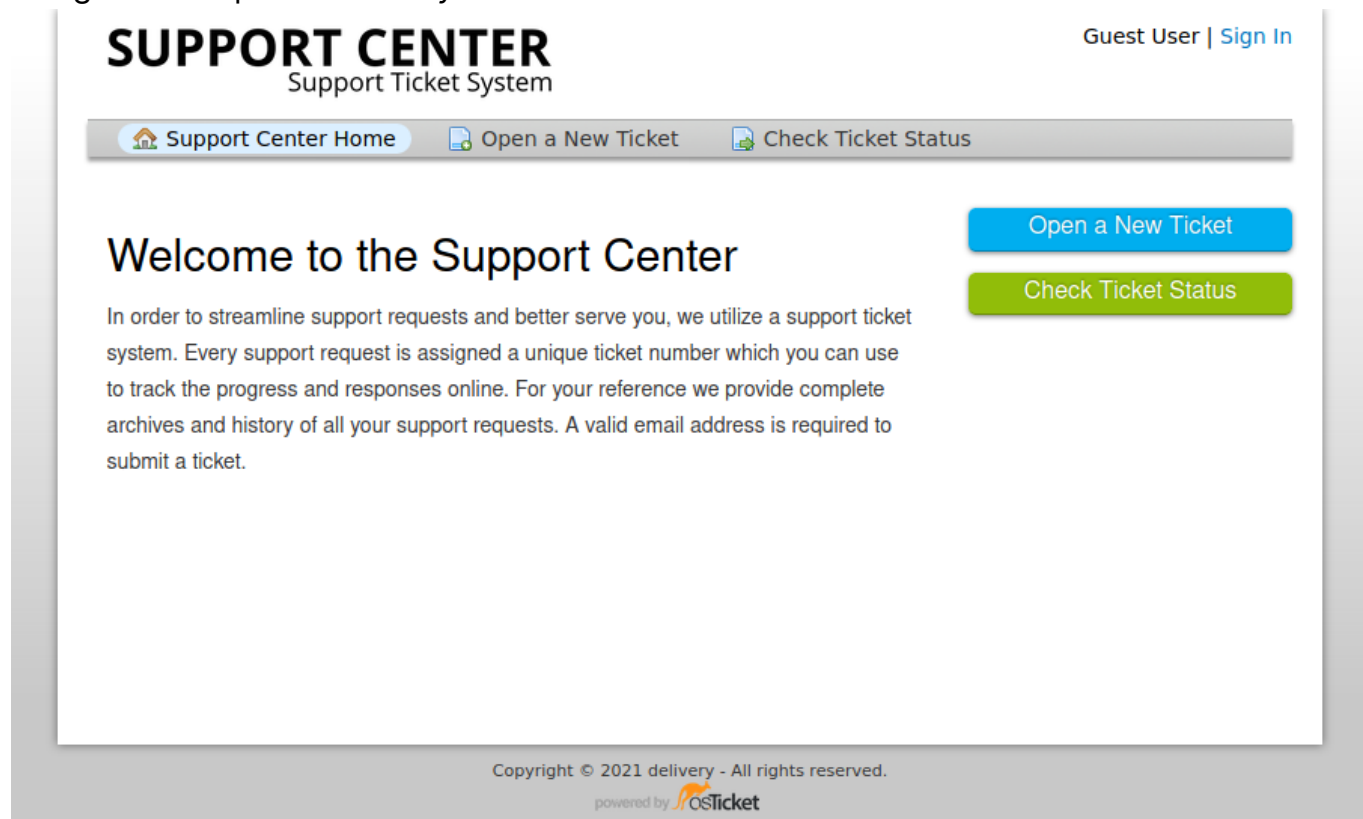 SUPPORT CENTER
Support Ticket System
Guest User | Sign In
Support Center Home
Open a New Ticket
Check Ticket Status
Welcome to the Support Center
In order to streamline support requests and better serve you, we utilize a support ticket
system. Every support request is assigned a unique ticket number which you can use
to track the progress and responses online. For your reference we provide complete
archives and history of all your support requests. A valid email address is required to
submit a ticket.
Open a New Ticket
Check Ticket Status
Copyright © 2021 delivery - All rights reserved.
powered by osTicket